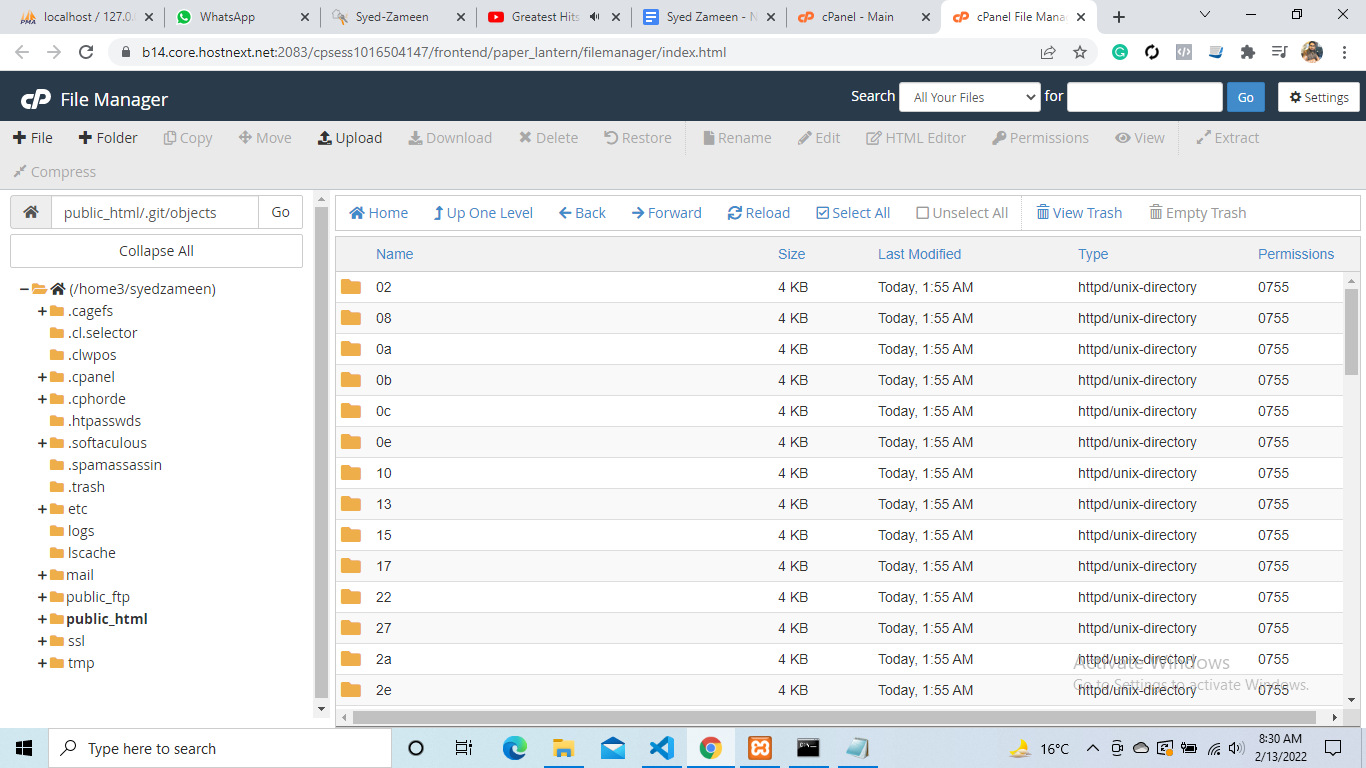 localhost / 127.0.
WhatsApp
Syed-Zameen
Greatest Hits
Syed Zameen - N
cPanel - Main
cPanel File Mana
b14.core.hostnext.net:2083/cpsess1016504147/frontend/paper_lantern/filemanager/index.html
cP File Manager
Search All Your Files for Go Settings
File Folder Copy Move Upload Download Delete Restore Rename Edit HTML Editor Permissions View Extract
Compress
public_html/.git/objects Go
Home Up One Level Back Forward Reload Select All Unselect All View Trash Empty Trash
Collapse All
(/home3/syedzameen)
.cagefs
.cl.selector
.clwpos
.cpanel
.cphorde
.htpasswds
.softaculous
.spamassassin
.trash
etc
logs
lscache
mail
public_ftp
public_html
ssl
tmp
Name Size Last Modified Type Permissions
02 4 KB Today, 1:55 AM httpd/unix-directory 0755
08 4 KB Today, 1:55 AM httpd/unix-directory 0755
0a 4 KB Today, 1:55 AM httpd/unix-directory 0755
0b 4 KB Today, 1:55 AM httpd/unix-directory 0755
0c 4 KB Today, 1:55 AM httpd/unix-directory 0755
0e 4 KB Today, 1:55 AM httpd/unix-directory 0755
10 4 KB Today, 1:55 AM httpd/unix-directory 0755
13 4 KB Today, 1:55 AM httpd/unix-directory 0755
15 4 KB Today, 1:55 AM httpd/unix-directory 0755
17 4 KB Today, 1:55 AM httpd/unix-directory 0755
22 4 KB Today, 1:55 AM httpd/unix-directory 0755
27 4 KB Today, 1:55 AM httpd/unix-directory 0755
2a 4 KB Today, 1:55 AM httpd/unix-directory 0755
2e 4 KB Today, 1:55 AM httpd/unix-directory 0755
Activate Windows
Go to Settings to activate Windows.
Type here to search
16°C
8:30 AM
2/13/2022